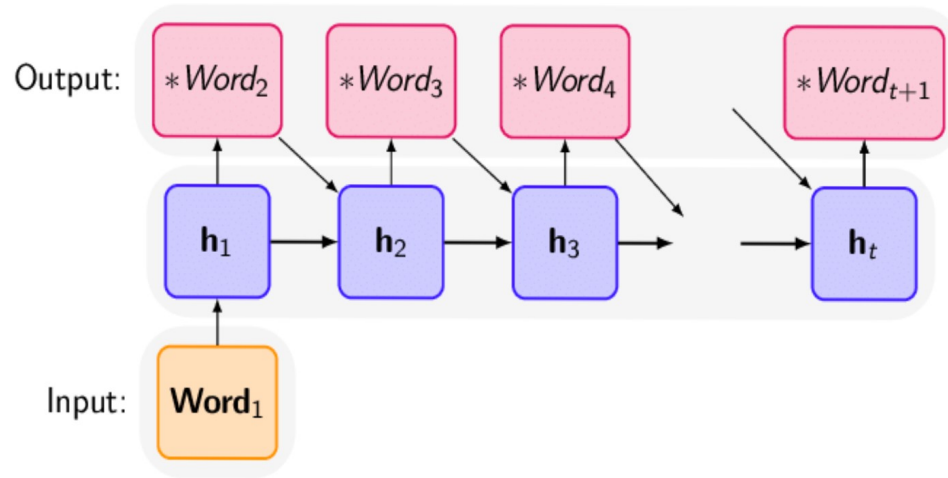 Output: *Word₂ *Word₃ *Word₄ *Wordₜ₊₁
h₁ h₂ h₃ hₜ
Input: Word₁